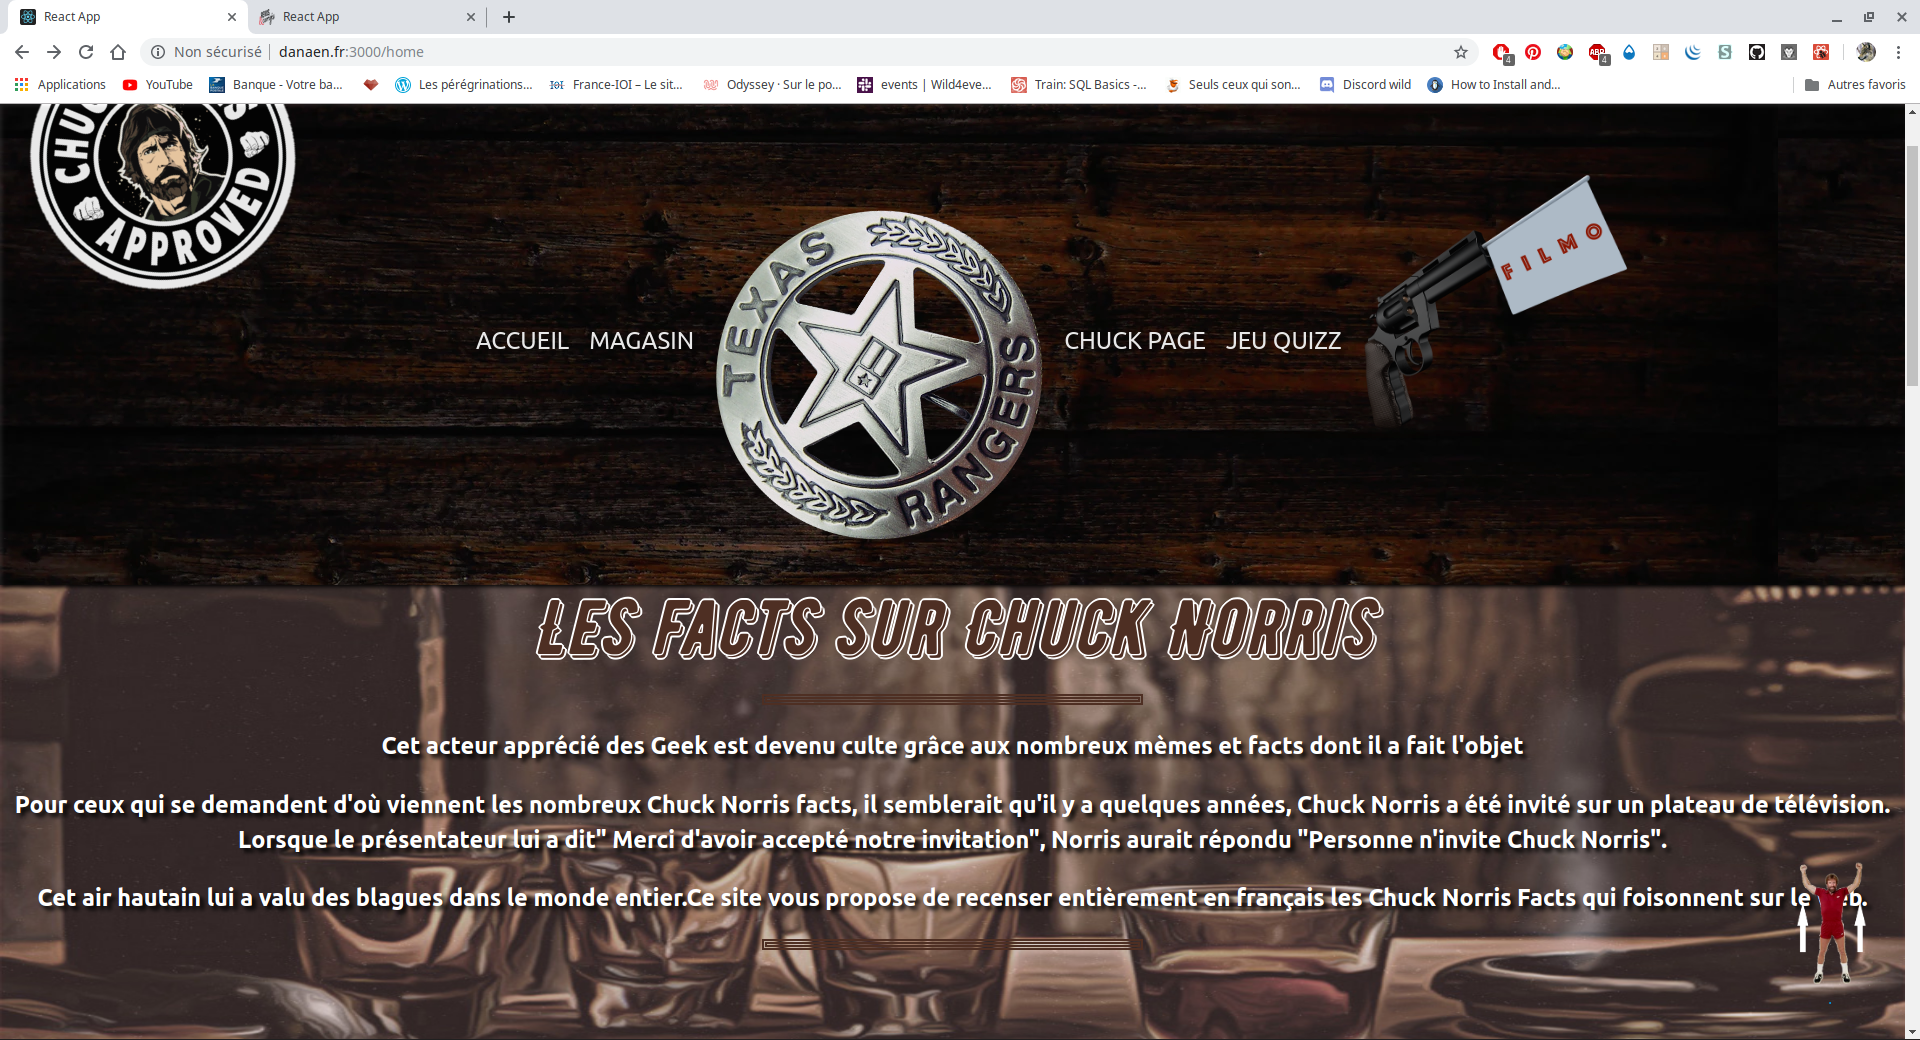 React App
React App
Non sécurisé
danaen.fr:3000/home
4
4
Applications
YouTube
Banque - Votre ba...
Les pérégrinations...
France-IOI – Le sit...
Odyssey · Sur le po...
events | Wild4eve...
Train: SQL Basics -...
Seuls ceux qui son...
Discord wild
How to Install and...
Autres favoris
APPROVED
ACCUEIL
MAGASIN
TEXAS
RANGERS
CHUCK PAGE
JEU QUIZZ
FILMO
Les facts sur Chuck Norris
Cet acteur apprécié des Geek est devenu culte grâce aux nombreux mèmes et facts dont il a fait l'objet
Pour ceux qui se demandent d'où viennent les nombreux Chuck Norris facts, il semblerait qu'il y a quelques années, Chuck Norris a été invité sur un plateau de télévision.
Lorsque le présentateur lui a dit" Merci d'avoir accepté notre invitation", Norris aurait répondu "Personne n'invite Chuck Norris".
Cet air hautain lui a valu des blagues dans le monde entier.Ce site vous propose de recenser entièrement en français les Chuck Norris Facts qui foisonnent sur le